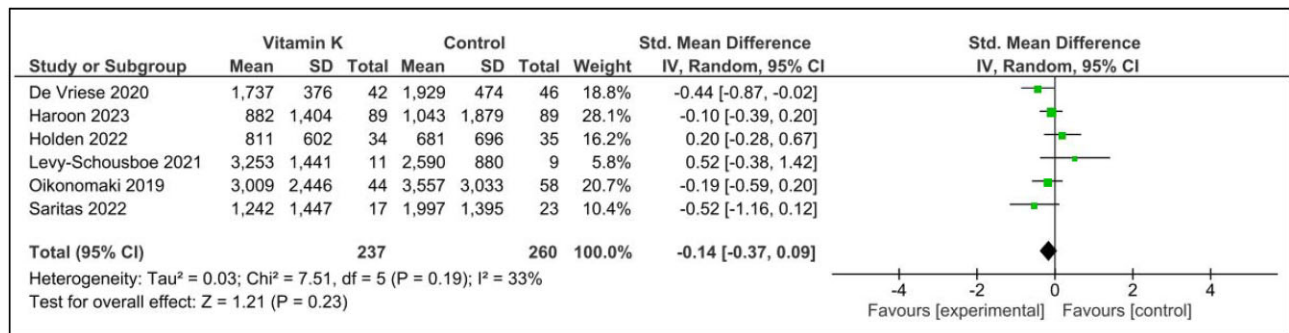 Vitamin K Control Std. Mean Difference Std. Mean Difference
Study or Subgroup Mean SD Total Mean SD Total Weight IV, Random, 95% CI IV, Random, 95% CI
De Vriese 2020 1,737 376 42 1,929 474 46 18.8% -0.44 [-0.87, -0.02]
Haroon 2023 882 1,404 89 1,043 1,879 89 28.1% -0.10 [-0.39, 0.20]
Holden 2022 811 602 34 681 696 35 16.2% 0.20 [-0.28, 0.67]
Levy-Schousboe 2021 3,253 1,441 11 2,590 880 9 5.8% 0.52 [-0.38, 1.42]
Oikonomaki 2019 3,009 2,446 44 3,557 3,033 58 20.7% -0.19 [-0.59, 0.20]
Saritas 2022 1,242 1,447 17 1,997 1,395 23 10.4% -0.52 [-1.16, 0.12]
Total (95% CI) 237 260 100.0% -0.14 [-0.37, 0.09]
Heterogeneity: Tau² = 0.03; Chi² = 7.51, df = 5 (P = 0.19); I² = 33%
Test for overall effect: Z = 1.21 (P = 0.23)
-4 -2 0 2 4
Favours [experimental] Favours [control]